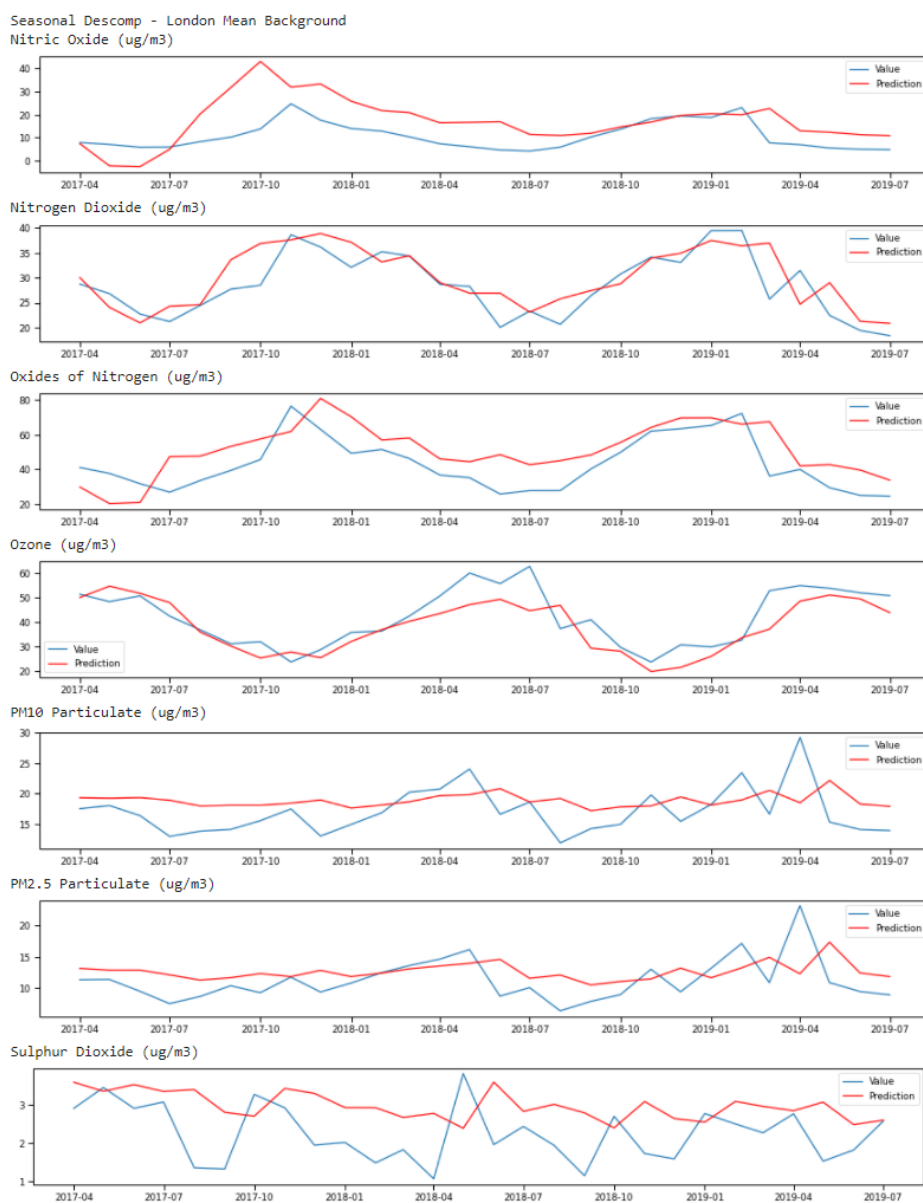 Seasonal Descomp - London Mean Background
Nitric Oxide (ug/m3)
40
30
20
10
0
Value
Prediction
2017-04 2017-07 2017-10 2018-01 2018-04 2018-07 2018-10 2019-01 2019-04 2019-07
Nitrogen Dioxide (ug/m3)
40
35
30
25
20
Value
Prediction
2017-04 2017-07 2017-10 2018-01 2018-04 2018-07 2018-10 2019-01 2019-04 2019-07
Oxides of Nitrogen (ug/m3)
80
60
40
20
Value
Prediction
2017-04 2017-07 2017-10 2018-01 2018-04 2018-07 2018-10 2019-01 2019-04 2019-07
Ozone (ug/m3)
60
50
40
30
20
Value
Prediction
2017-04 2017-07 2017-10 2018-01 2018-04 2018-07 2018-10 2019-01 2019-04 2019-07
PM10 Particulate (ug/m3)
30
25
20
15
Value
Prediction
2017-04 2017-07 2017-10 2018-01 2018-04 2018-07 2018-10 2019-01 2019-04 2019-07
PM2.5 Particulate (ug/m3)
20
15
10
Value
Prediction
2017-04 2017-07 2017-10 2018-01 2018-04 2018-07 2018-10 2019-01 2019-04 2019-07
Sulphur Dioxide (ug/m3)
3
2
1
Value
Prediction
2017-04 2017-07 2017-10 2018-01 2018-04 2018-07 2018-10 2019-01 2019-04 2019-07